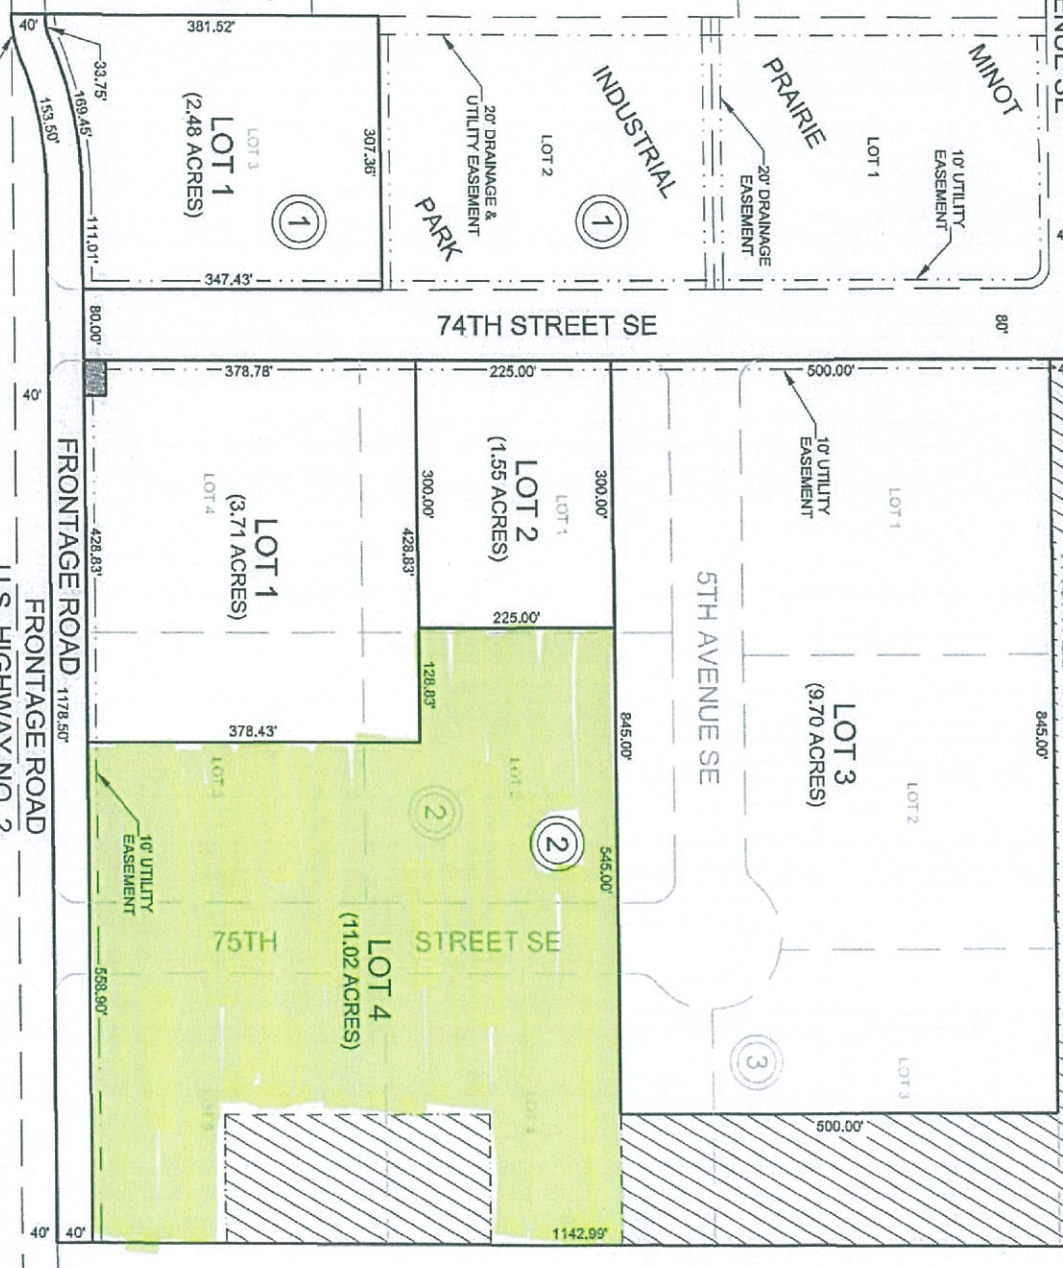 40'
381.52'
33.75'
169.45'
153.50'
111.01'
307.36'
347.43'
LOT 3
LOT 1
(2.48 ACRES)
1
20' DRAINAGE &
UTILITY EASEMENT
LOT 2
MINOT
PRAIRIE
INDUSTRIAL
PARK
1
20' DRAINAGE
EASEMENT
LOT 1
10' UTILITY
EASEMENT
74TH STREET SE
80'
80.00'
40'
378.78'
225.00'
500.00'
10' UTILITY
EASEMENT
LOT 4
LOT 1
(3.71 ACRES)
428.83'
428.83'
300.00'
LOT 1
LOT 2
(1.55 ACRES)
300.00'
225.00'
128.83'
378.43'
LOT 1
5TH AVENUE SE
LOT 3
(9.70 ACRES)
LOT 2
845.00'
845.00'
FRONTAGE ROAD
1178.50'
FRONTAGE ROAD
U.S. HIGHWAY NO. 2
10' UTILITY
EASEMENT
LOT 3
LOT 2
2
2
545.00'
75TH STREET SE
LOT 4
(11.02 ACRES)
558.90'
3
LOT 3
500.00'
1142.99'
40'
40'